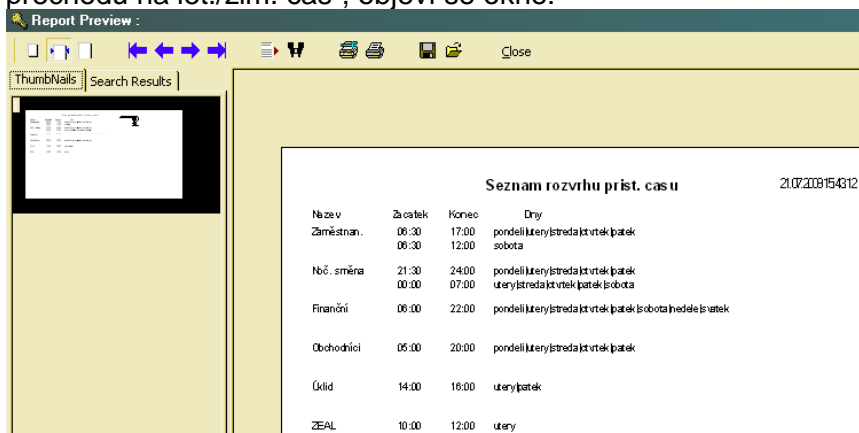 přechodu na let./zim. čas , objeví se okno:
Report Preview :
Close
ThumbNails Search Results
Seznam rozvrhu prist. casu 21.07.2009154312
Nazev Zacatek Konec Dny
Zaměstnan. 06:30 17:00 pondeli|utery|streda|ctvrtek|patek
06:30 12:00 sobota
Noč. směna 21:30 24:00 pondeli|utery|streda|ctvrtek|patek
00:00 07:00 utery|streda|ctvrtek|patek|sobota
Finanční 06:00 22:00 pondeli|utery|streda|ctvrtek|patek|sobota|nedele|svatek
Obchodníci 05:00 20:00 pondeli|utery|streda|ctvrtek|patek
Úklid 14:00 16:00 utery|patek
ZEAL 10:00 12:00 utery